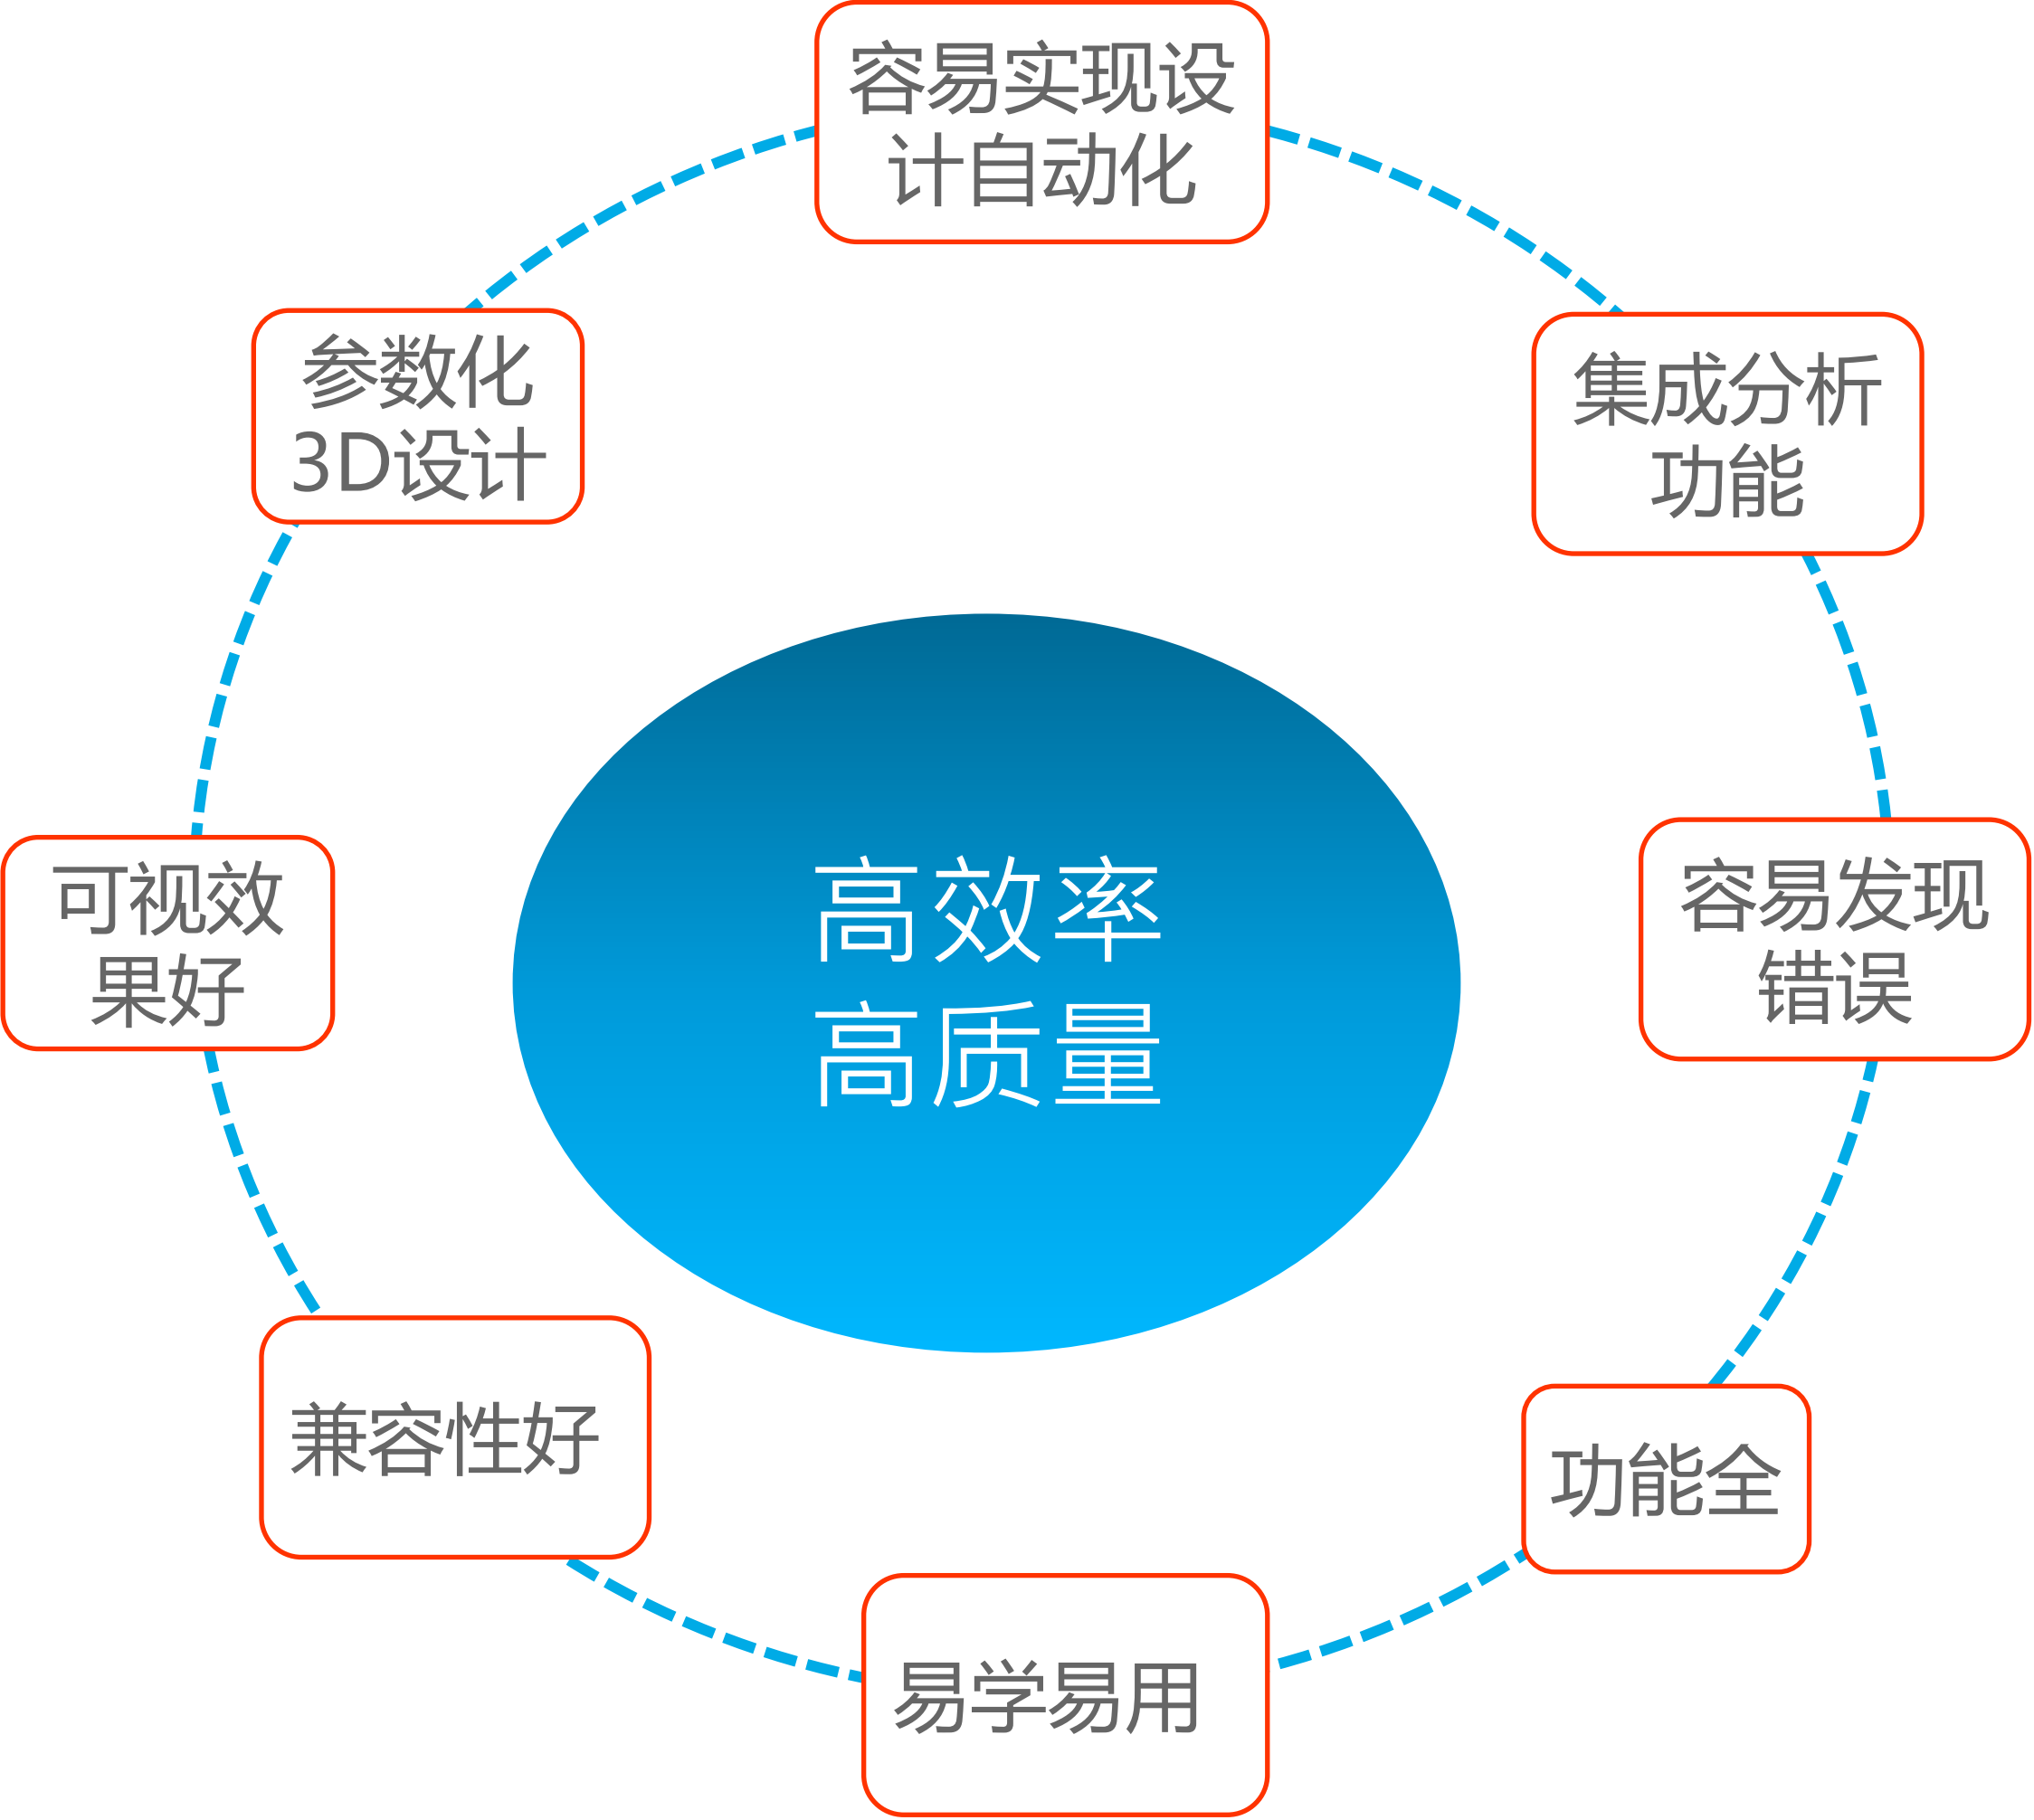 容易实现设
计自动化
参数化
3D设计
集成分析
功能
高效率
高质量
可视效
果好
容易发现
错误
兼容性好
功能全
易学易用